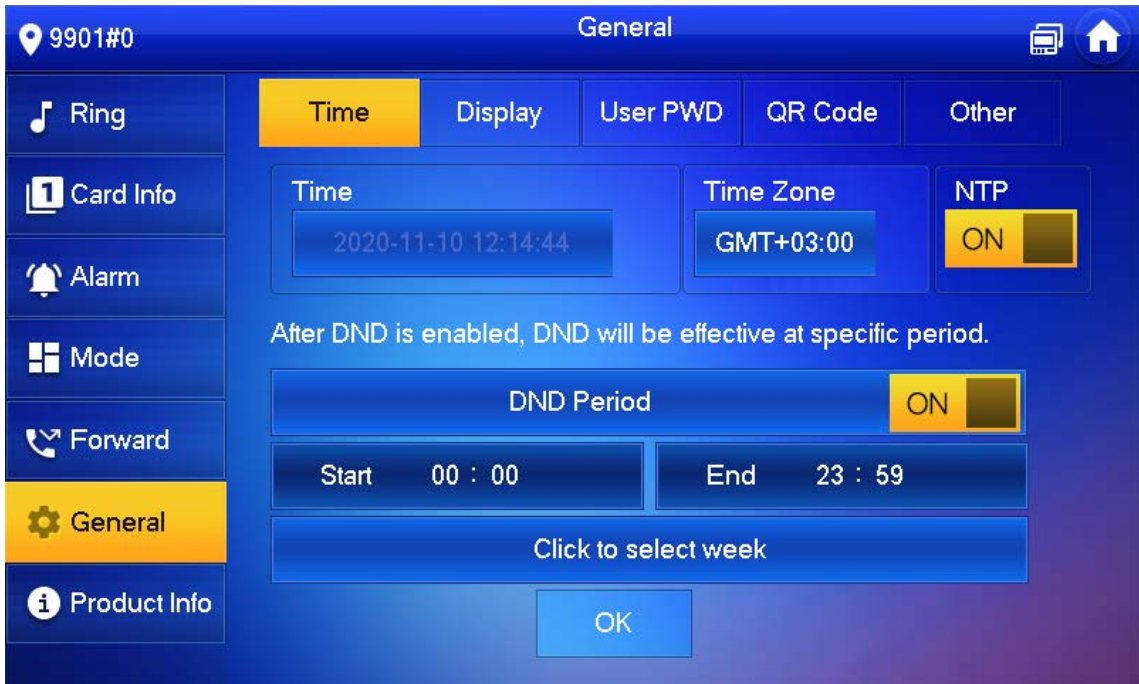 9901#0
General
Ring
Card Info
Alarm
Mode
Forward
General
Product Info
Time
Display
User PWD
QR Code
Other
Time
2020-11-10 12:14:44
Time Zone
GMT+03:00
NTP
ON
After DND is enabled, DND will be effective at specific period.
DND Period
ON
Start 00 : 00
End 23 : 59
Click to select week
OK